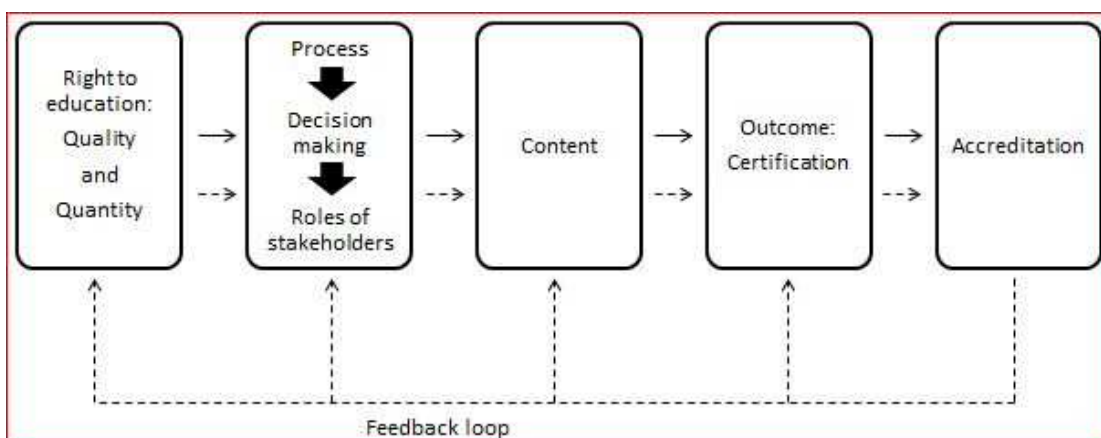 Right to
education:
Quality
and
Quantity
Process
Decision
making
Roles of
stakeholders
Content
Outcome:
Certification
Accreditation
Feedback loop